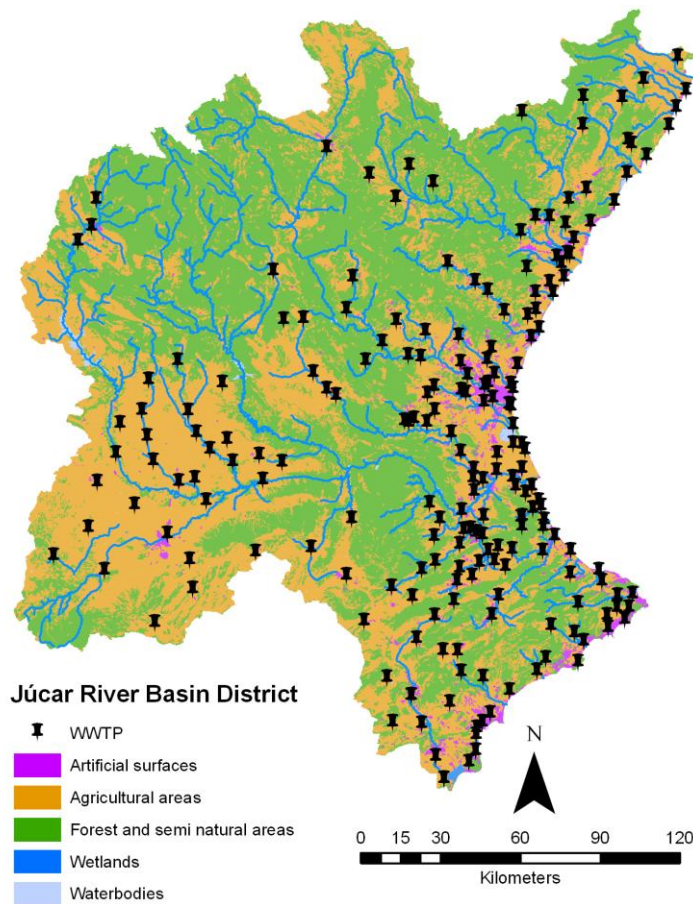 Júcar River Basin District
WWTP
Artificial surfaces
Agricultural areas
Forest and semi natural areas
Wetlands
Waterbodies
N
0 15 30 60 90 120
Kilometers